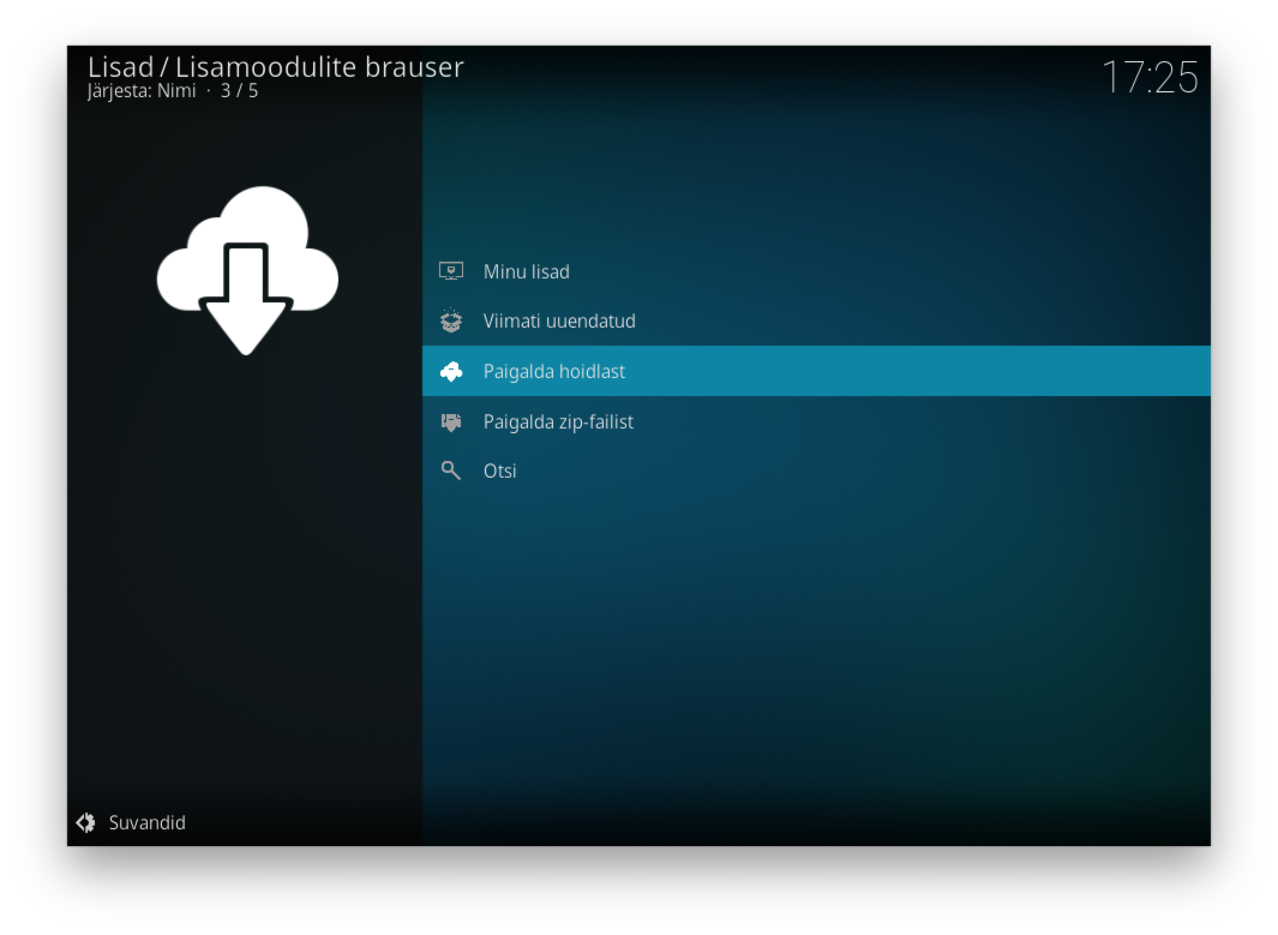 Lisad / Lisamoodulite brauser
Järjesta: Nimi · 3 / 5
17:25
Minu lisad
Viimati uuendatud
Paigalda hoidlast
Paigalda zip-failist
Otsi
Suvandid